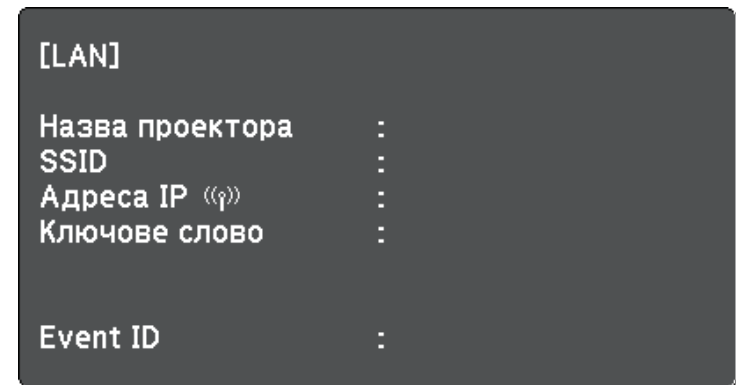 [LAN]
Назва проектора :
SSID :
Адреса IP :
Ключове слово :
Event ID :